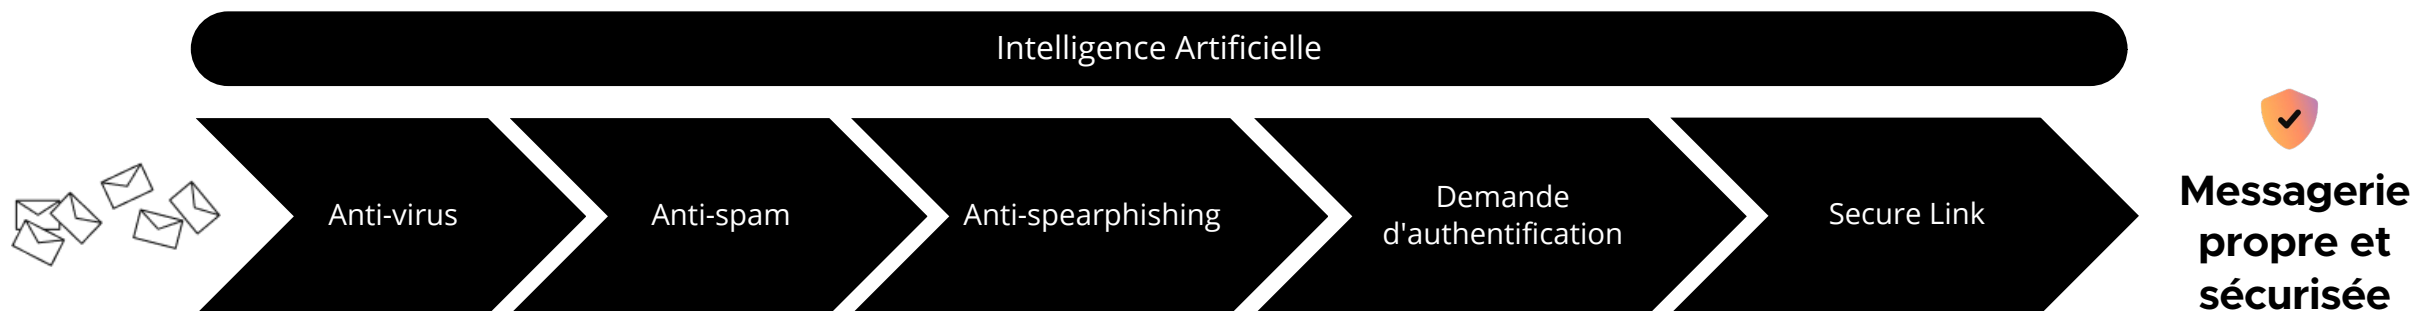 Intelligence Artificielle
Anti-virus
Anti-spam
Anti-spearphishing
Demande
d'authentification
Secure Link
Messagerie
propre et
sécurisée